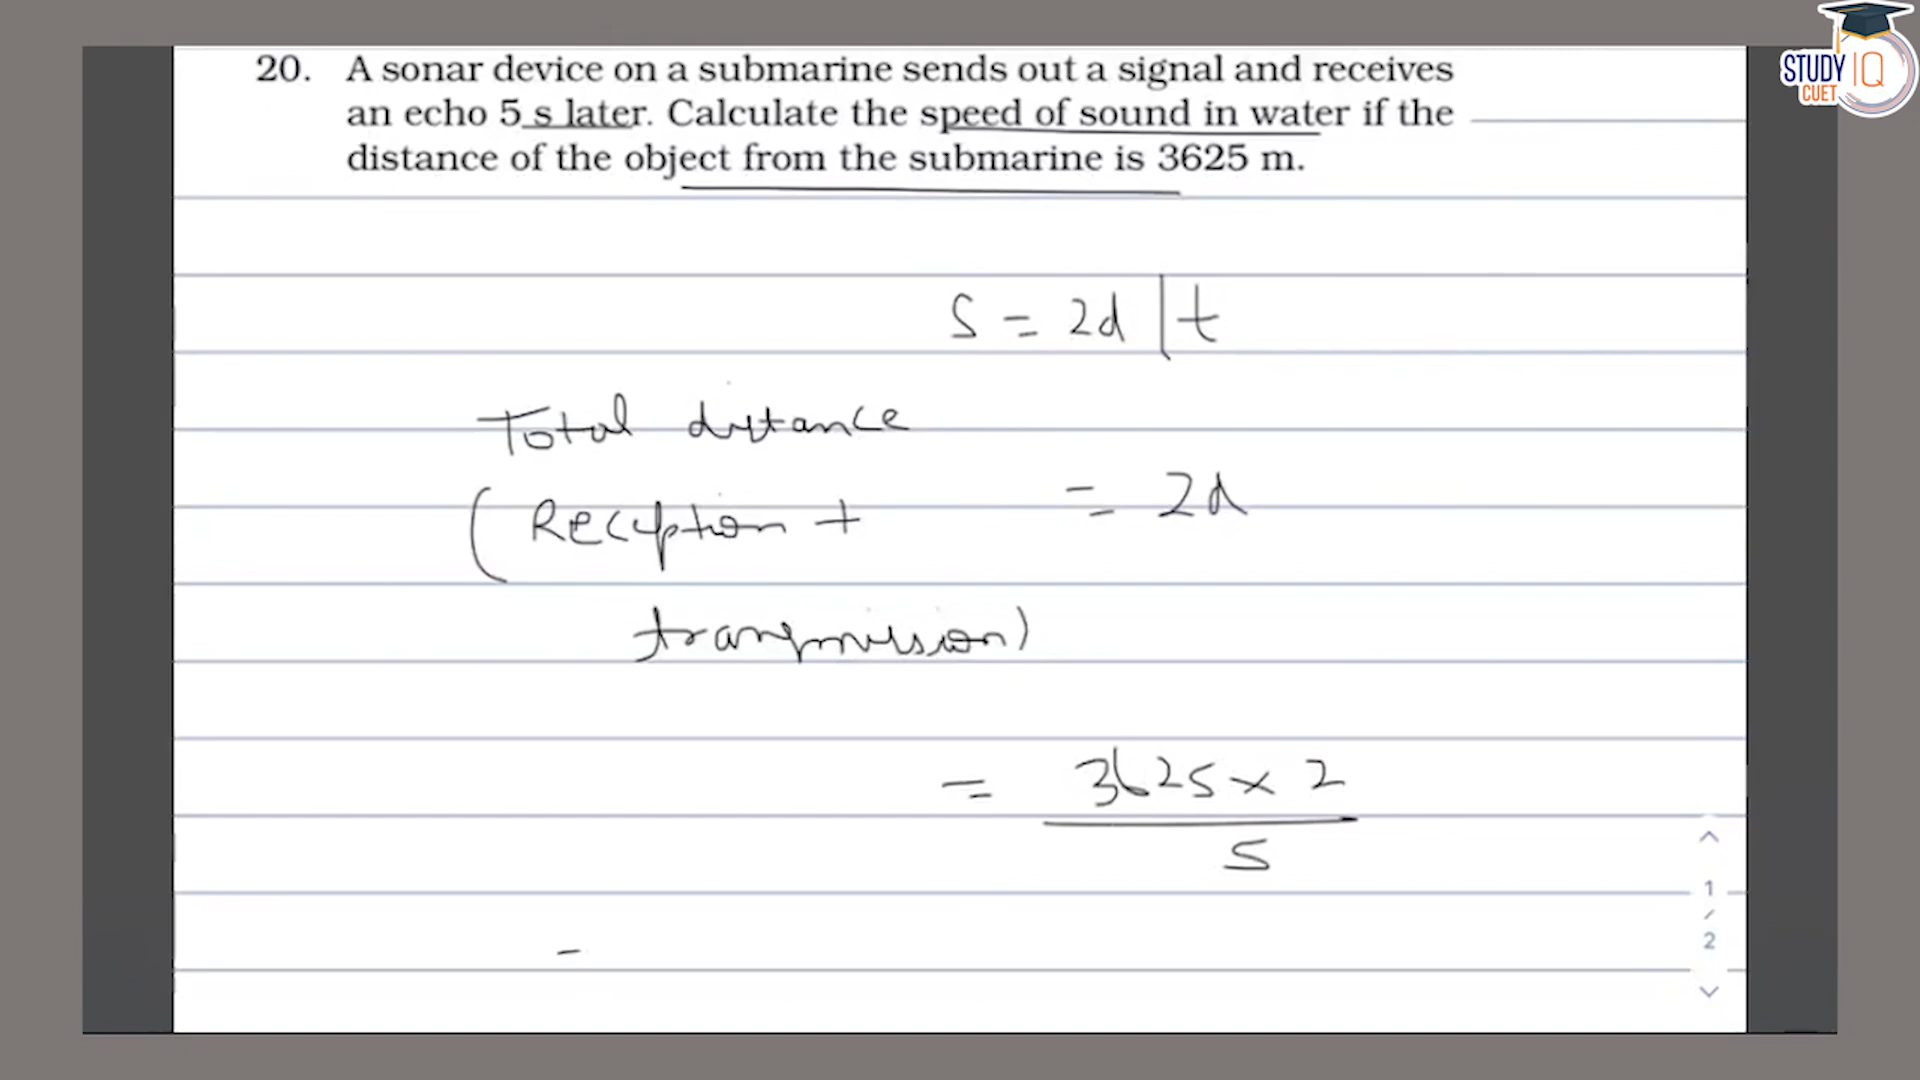 STUDY IQ
CUET
20. A sonar device on a submarine sends out a signal and receives
an echo 5 s later. Calculate the speed of sound in water if the
distance of the object from the submarine is 3625 m.
S = 2d | t
Total distance
(Reception + = 2d
transmission)
= 3625 × 2
5
-
1
/
2